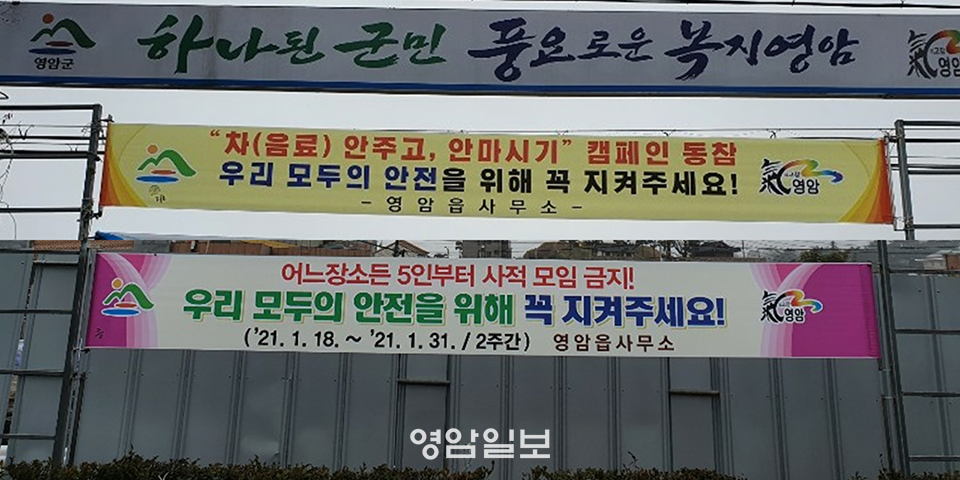 영암군
하나된 군민 풍요로운 복지영암
氣 영암
"차(음료) 안주고, 안마시기" 캠페인 동참
우리 모두의 안전을 위해 꼭 지켜주세요!
- 영암읍사무소 -
氣 영암
어느장소든 5인부터 사적 모임 금지!
우리 모두의 안전을 위해 꼭 지켜주세요!
('21. 1. 18. ~ '21. 1. 31. / 2주간) 영암읍사무소
氣 영암
영암일보